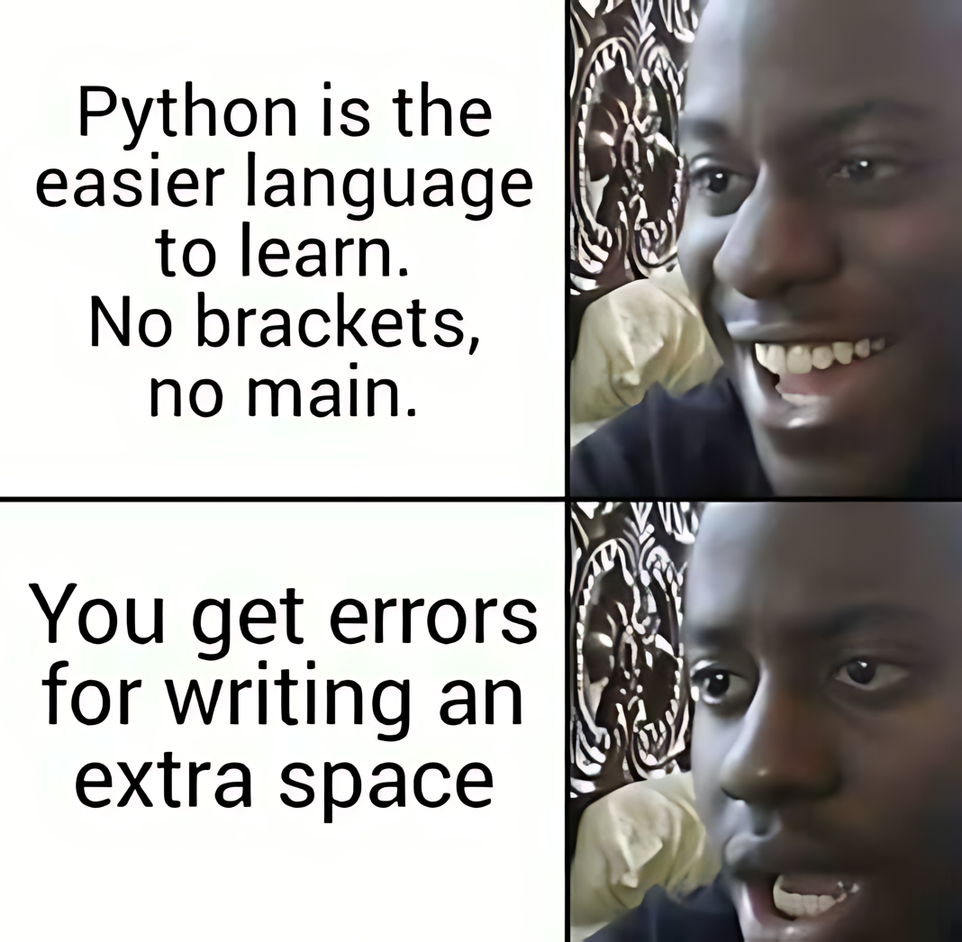 Python is the
easier language
to learn.
No brackets,
no main.
You get errors
for writing an
extra space